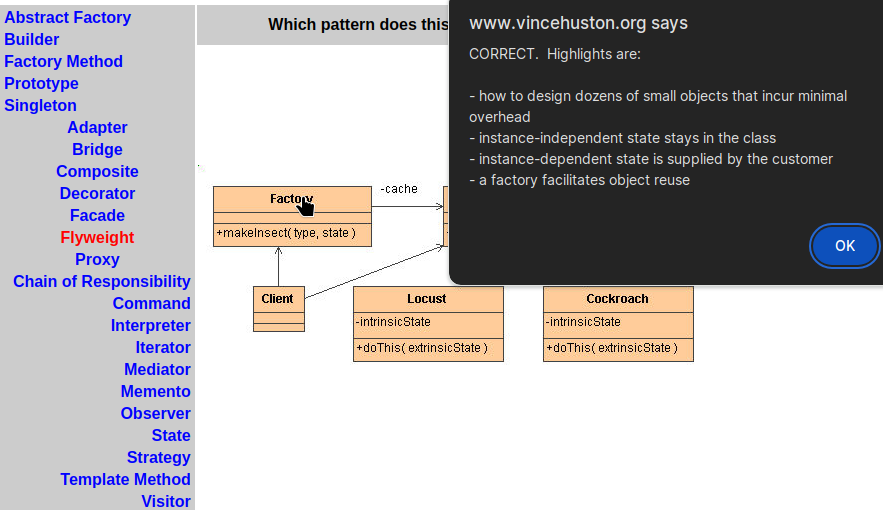 Abstract Factory
Builder
Factory Method
Prototype
Singleton
Adapter
Bridge
Composite
Decorator
Facade
Flyweight
Proxy
Chain of Responsibility
Command
Interpreter
Iterator
Mediator
Memento
Observer
State
Strategy
Template Method
Visitor
Which pattern does this
www.vincehuston.org says
CORRECT.  Highlights are:
- how to design dozens of small objects that incur minimal
overhead
- instance-independent state stays in the class
- instance-dependent state is supplied by the customer
- a factory facilitates object reuse
OK
Factory
+makeInsect( type, state )
-cache
Client
Locust
-intrinsicState
+doThis( extrinsicState )
Cockroach
-intrinsicState
+doThis( extrinsicState )